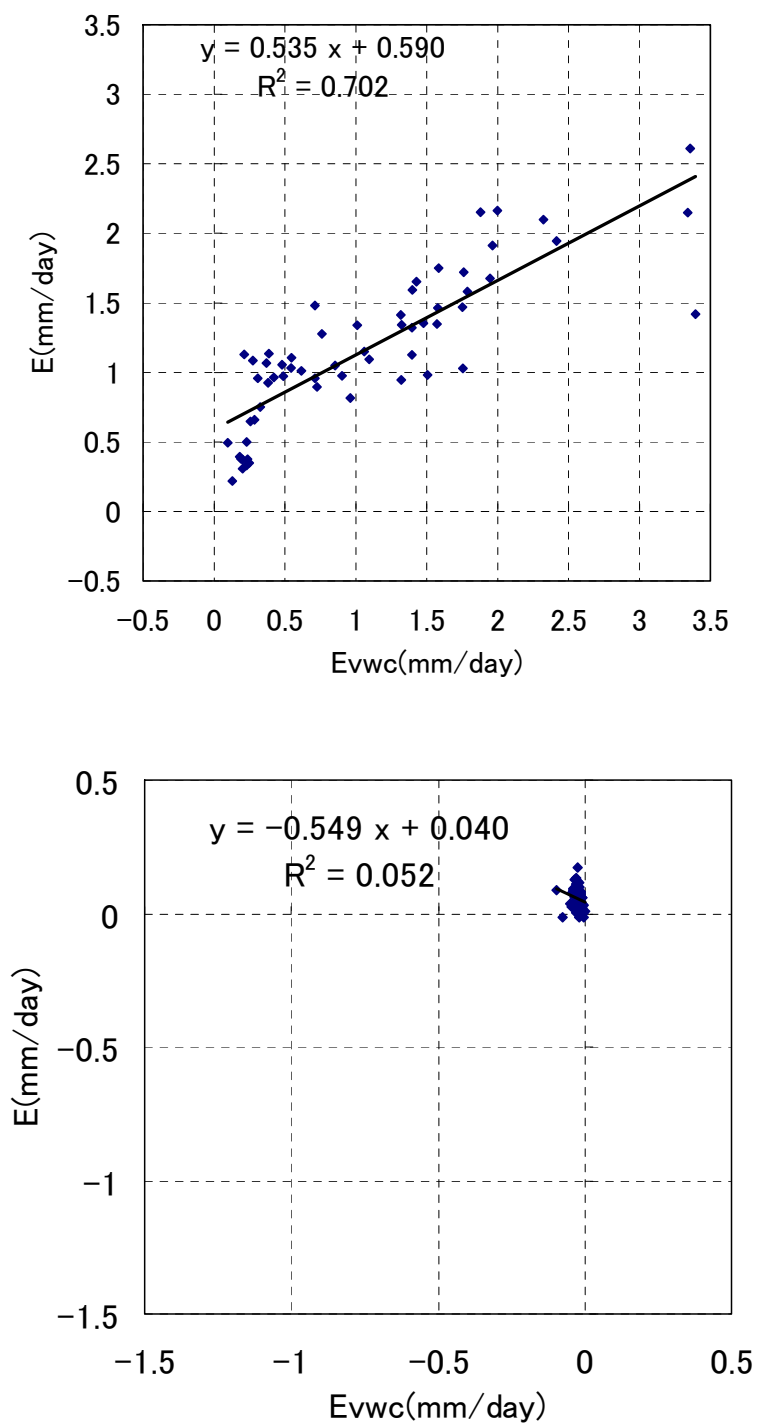 y = 0.535 x + 0.590
R² = 0.702
3.5
3
2.5
2
1.5
1
0.5
0
−0.5
E(mm/day)
−0.5 0 0.5 1 1.5 2 2.5 3 3.5
Evwc(mm/day)
y = −0.549 x + 0.040
R² = 0.052
0.5
0
−0.5
−1
−1.5
E(mm/day)
−1.5 −1 −0.5 0 0.5
Evwc(mm/day)